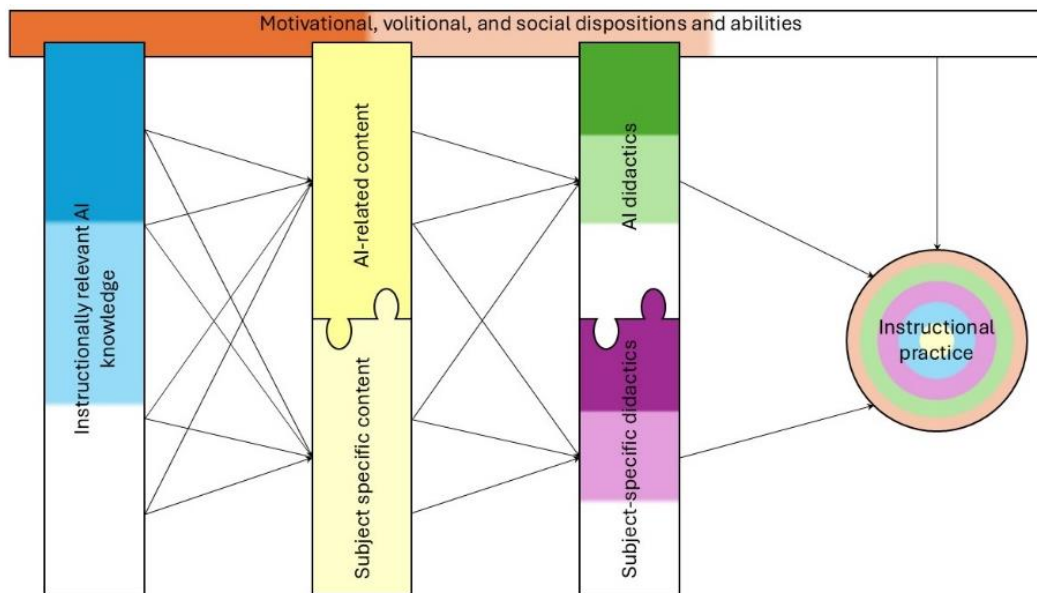 Motivational, volitional, and social dispositions and abilities
Instructionally relevant AI
knowledge
AI-related content
Subject specific content
AI didactics
Subject-specific didactics
Instructional
practice